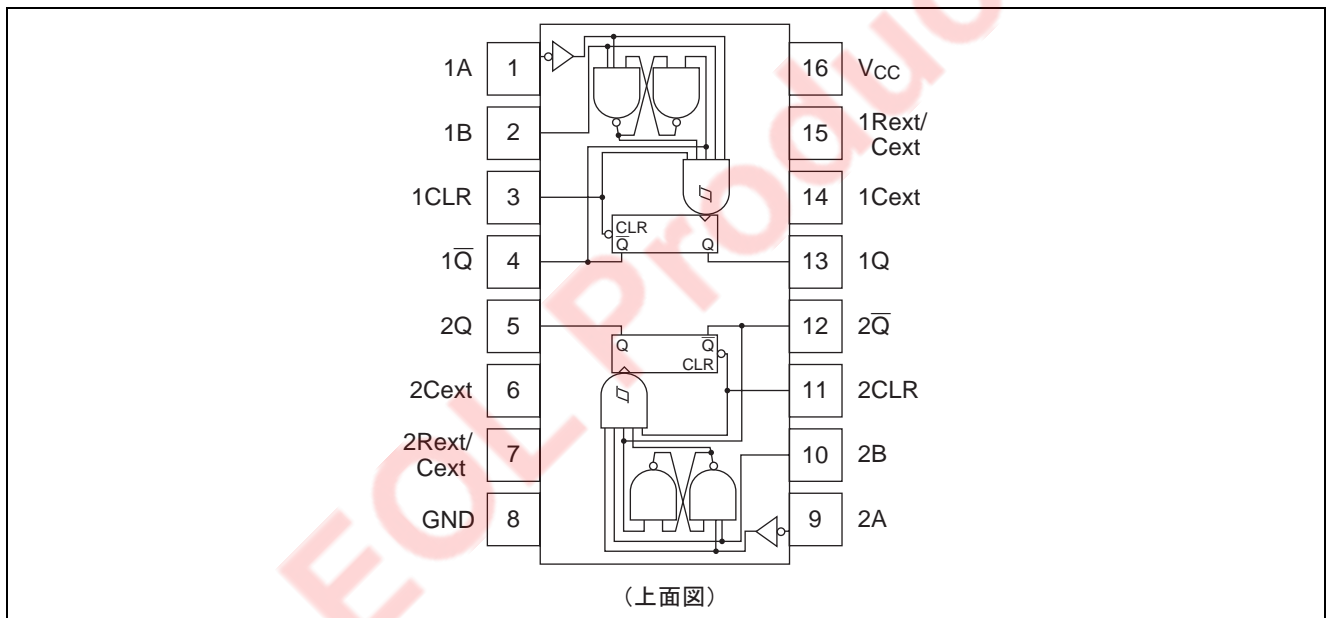 1A 1
1B 2
1CLR 3
1Q̅ 4
2Q 5
2Cext 6
2Rext/
Cext 7
GND 8
16 VCC
15 1Rext/
Cext
14 1Cext
13 1Q
12 2Q̅
11 2CLR
10 2B
9 2A
CLR
Q̅ Q
Q Q̅
CLR
(上面図)
EOL Produc